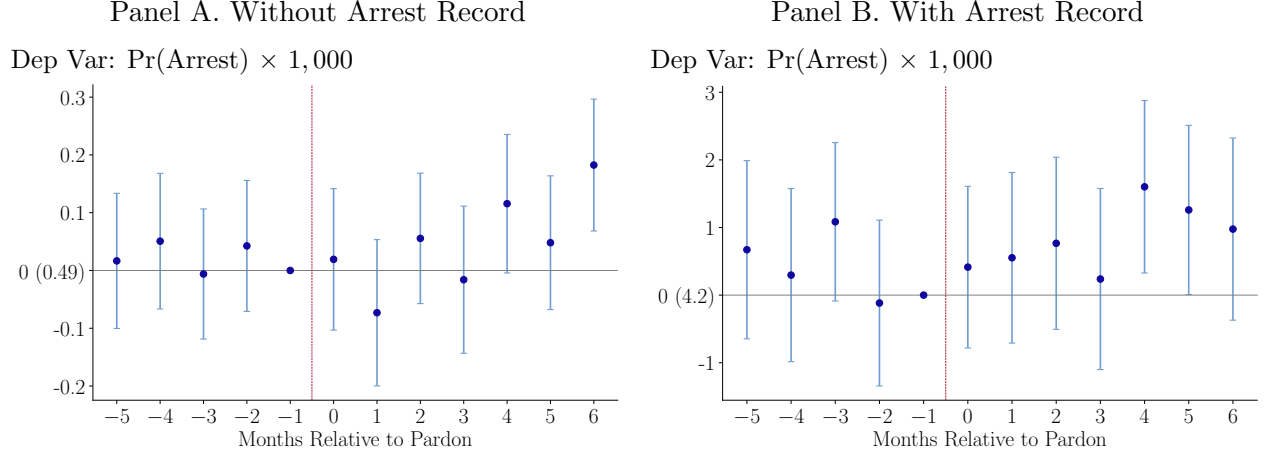 Panel A. Without Arrest Record
Dep Var: Pr(Arrest) × 1,000
0.3
0.2
0.1
0 (0.49)
-0.1
-0.2
−5 −4 −3 −2 −1 0 1 2 3 4 5 6
Months Relative to Pardon
Panel B. With Arrest Record
Dep Var: Pr(Arrest) × 1,000
3
2
1
0 (4.2)
-1
−5 −4 −3 −2 −1 0 1 2 3 4 5 6
Months Relative to Pardon